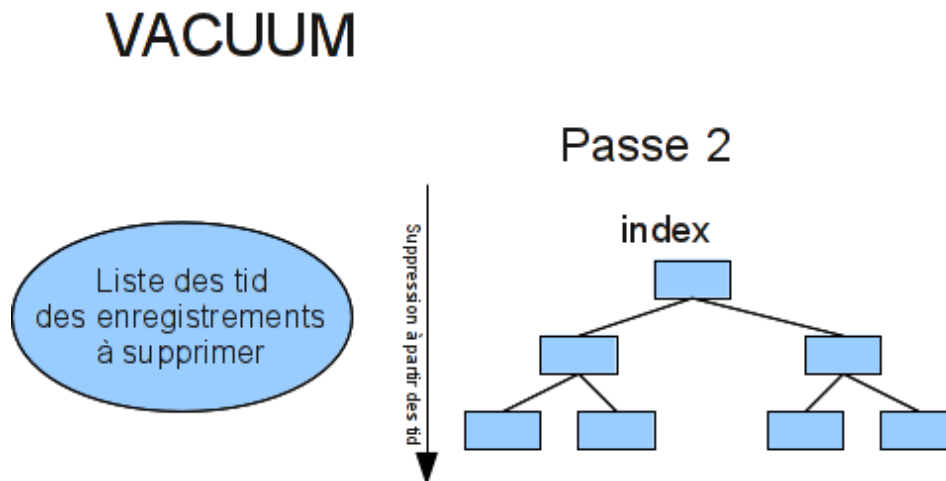 VACUUM
Passe 2
Liste des tid
des enregistrements
à supprimer
Suppression à partir des tid
index